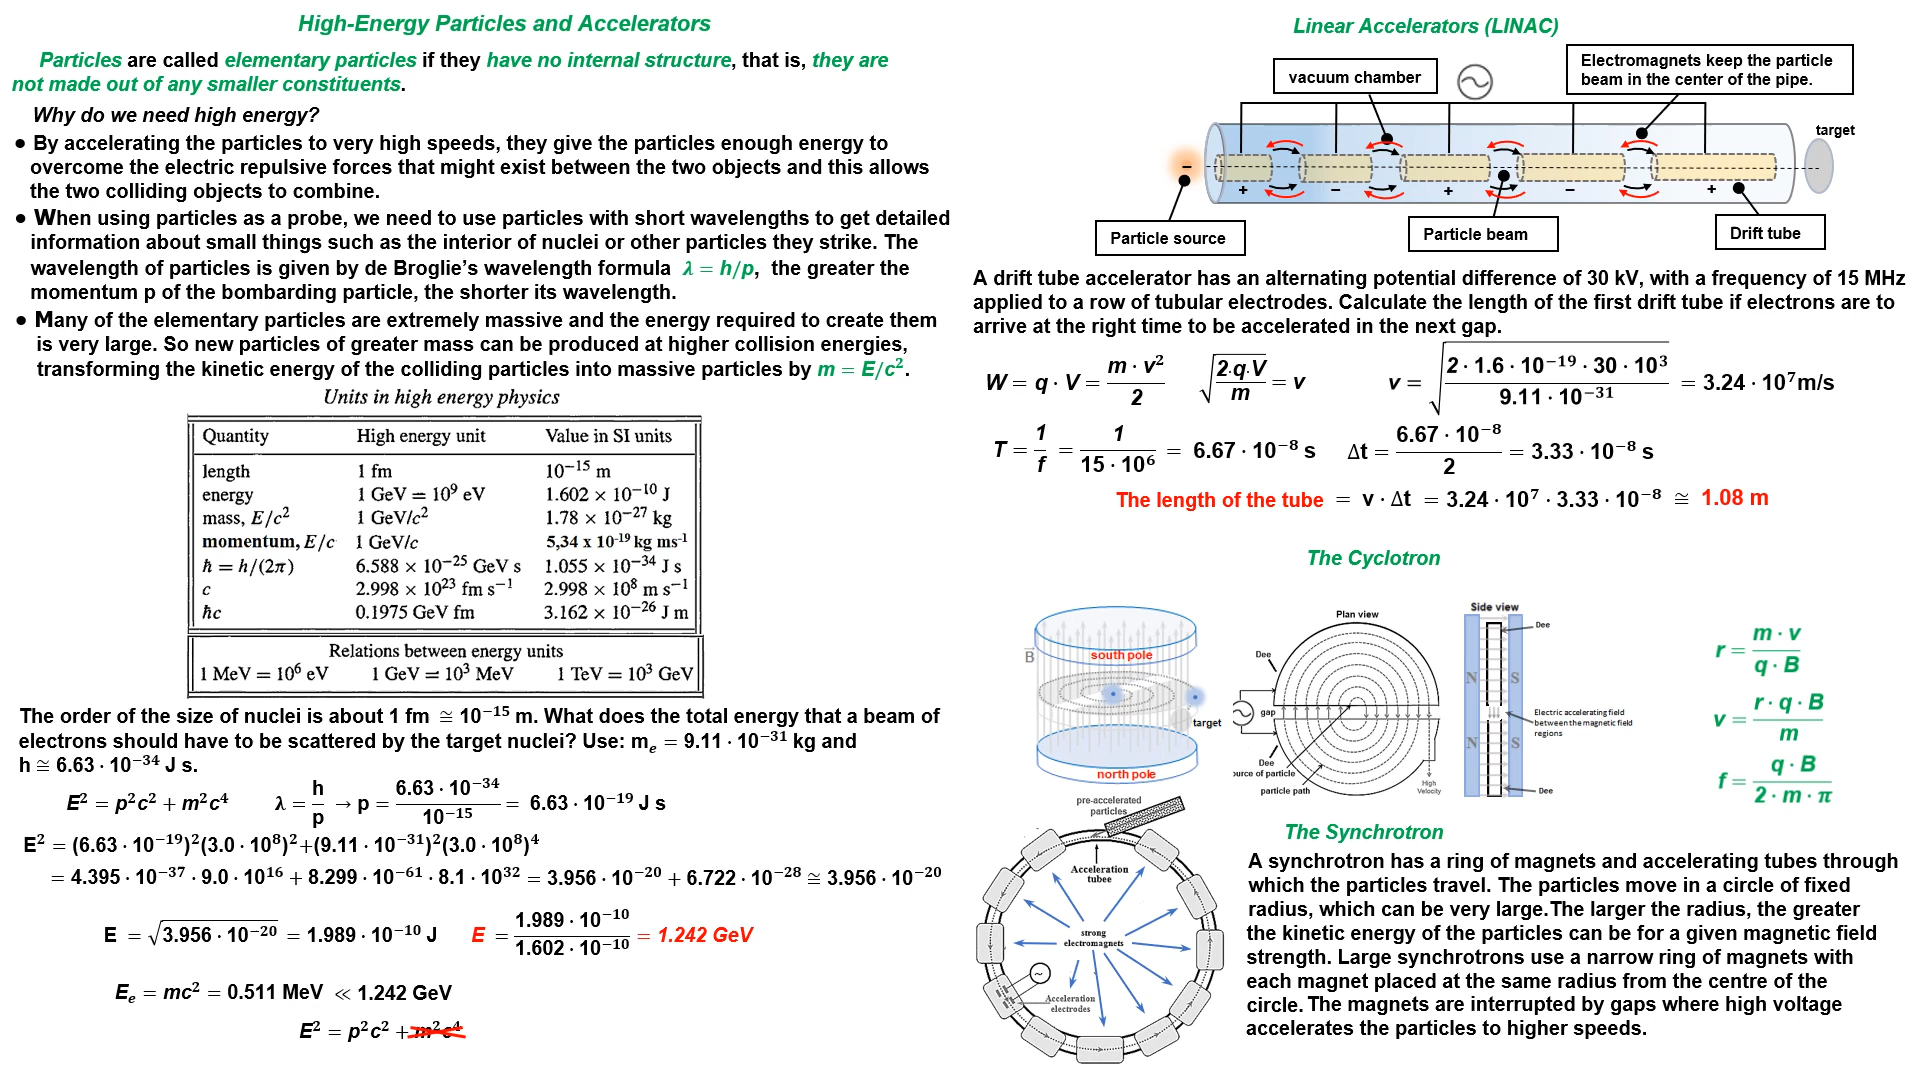 High-Energy Particles and Accelerators
Particles are called elementary particles if they have no internal structure, that is, they are
not made out of any smaller constituents.
Why do we need high energy?
● By accelerating the particles to very high speeds, they give the particles enough energy to
overcome the electric repulsive forces that might exist between the two objects and this allows
the two colliding objects to combine.
● When using particles as a probe, we need to use particles with short wavelengths to get detailed
information about small things such as the interior of nuclei or other particles they strike. The
wavelength of particles is given by de Broglie's wavelength formula λ = h/p, the greater the
momentum p of the bombarding particle, the shorter its wavelength.
● Many of the elementary particles are extremely massive and the energy required to create them
is very large. So new particles of greater mass can be produced at higher collision energies,
transforming the kinetic energy of the colliding particles into massive particles by m = E/c².
Units in high energy physics
Quantity High energy unit Value in SI units
length 1 fm 10⁻¹⁵ m
energy 1 GeV = 10⁹ eV 1.602 × 10⁻¹⁰ J
mass, E/c² 1 GeV/c² 1.78 × 10⁻²⁷ kg
momentum, E/c 1 GeV/c 5,34 x 10⁻¹⁹ kg ms⁻¹
ħ = h/(2π) 6.588 × 10⁻²⁵ GeV s 1.055 × 10⁻³⁴ J s
c 2.998 × 10²³ fm s⁻¹ 2.998 × 10⁸ m s⁻¹
ħc 0.1975 GeV fm 3.162 × 10⁻²⁶ J m
Relations between energy units
1 MeV = 10⁶ eV 1 GeV = 10³ MeV 1 TeV = 10³ GeV
The order of the size of nuclei is about 1 fm ≅ 10⁻¹⁵ m. What does the total energy that a beam of
electrons should have to be scattered by the target nuclei? Use: mₑ = 9.11 · 10⁻³¹ kg and
h ≅ 6.63 · 10⁻³⁴ J s.
E² = p²c² + m²c⁴ λ = h/p → p = 6.63 · 10⁻³⁴ / 10⁻¹⁵ = 6.63 · 10⁻¹⁹ J s
E² = (6.63 · 10⁻¹⁹)²(3.0 · 10⁸)²+(9.11 · 10⁻³¹)²(3.0 · 10⁸)⁴
= 4.395 · 10⁻³⁷ · 9.0 · 10¹⁶ + 8.299 · 10⁻⁶¹ · 8.1 · 10³² = 3.956 · 10⁻²⁰ + 6.722 · 10⁻²⁸ ≅ 3.956 · 10⁻²⁰
E = √3.956 · 10⁻²⁰ = 1.989 · 10⁻¹⁰ J E = 1.989 · 10⁻¹⁰ / 1.602 · 10⁻¹⁰ = 1.242 GeV
Eₑ = mc² = 0.511 MeV ≪ 1.242 GeV
E² = p²c² + m²c⁴
Linear Accelerators (LINAC)
vacuum chamber
Electromagnets keep the particle
beam in the center of the pipe.
target
−
+ − + − +
Particle source
Particle beam
Drift tube
A drift tube accelerator has an alternating potential difference of 30 kV, with a frequency of 15 MHz
applied to a row of tubular electrodes. Calculate the length of the first drift tube if electrons are to
arrive at the right time to be accelerated in the next gap.
W = q · V = m · v² / 2 √2·q.V / m = v v = √2 · 1.6 · 10⁻¹⁹ · 30 · 10³ / 9.11 · 10⁻³¹ = 3.24 · 10⁷m/s
T = 1/f = 1 / 15 · 10⁶ = 6.67 · 10⁻⁸ s Δt = 6.67 · 10⁻⁸ / 2 = 3.33 · 10⁻⁸ s
The length of the tube = v · Δt = 3.24 · 10⁷ · 3.33 · 10⁻⁸ ≅ 1.08 m
The Cyclotron
B
south pole
target
north pole
Plan view
Dee
gap
Dee
ource of particle
particle path
High
Velocity
Side view
Dee
N S
Electric accelerating field
between the magnetic field
regions
N S
Dee
r = m · v / q · B
v = r · q · B / m
f = q · B / 2 · m · π
pre-accelerated
particles
Acceleration
tubee
strong
electromagnets
Acceleration
electrodes
The Synchrotron
A synchrotron has a ring of magnets and accelerating tubes through
which the particles travel. The particles move in a circle of fixed
radius, which can be very large.The larger the radius, the greater
the kinetic energy of the particles can be for a given magnetic field
strength. Large synchrotrons use a narrow ring of magnets with
each magnet placed at the same radius from the centre of the
circle. The magnets are interrupted by gaps where high voltage
accelerates the particles to higher speeds.